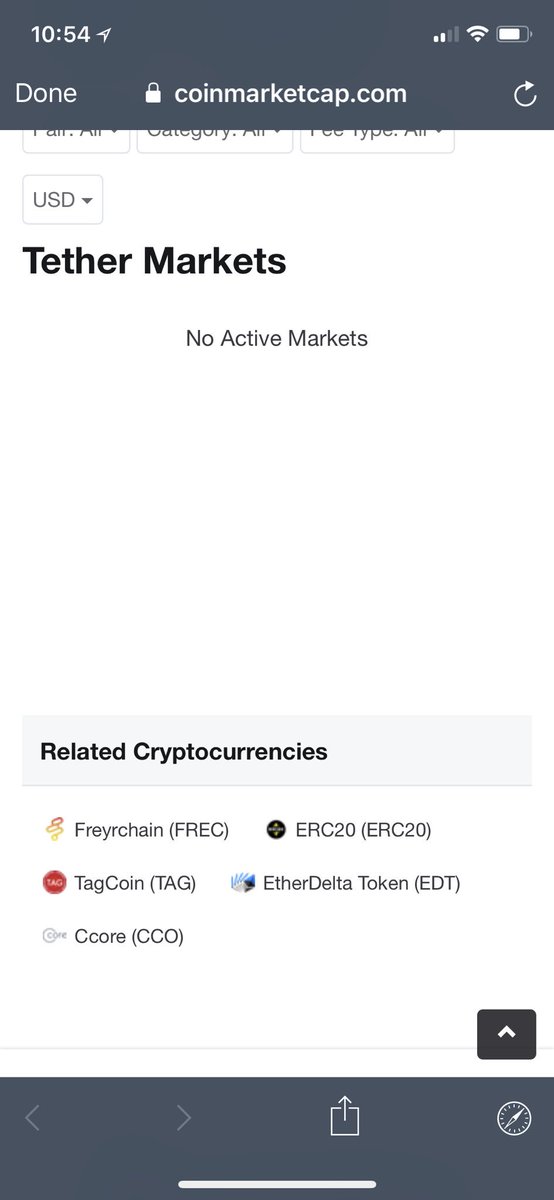 10:54
Done coinmarketcap.com
Pair: All Category: All Fee Type: All
USD
Tether Markets
No Active Markets
Related Cryptocurrencies
Freyrchain (FREC) ERC20 (ERC20)
TAG TagCoin (TAG) EtherDelta Token (EDT)
core Ccore (CCO)